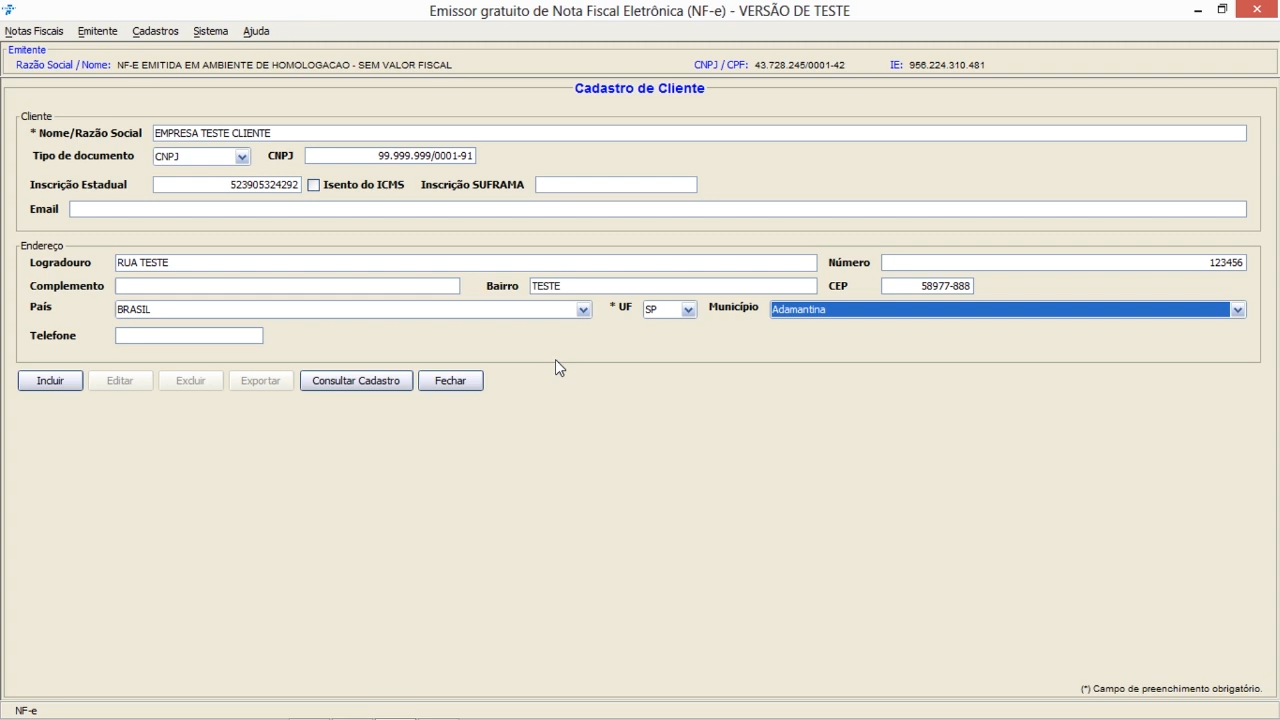 Emissor gratuito de Nota Fiscal Eletrônica (NF-e) - VERSÃO DE TESTE
Notas Fiscais Emitente Cadastros Sistema Ajuda
Emitente
Razão Social / Nome: NF-E EMITIDA EM AMBIENTE DE HOMOLOGACAO - SEM VALOR FISCAL CNPJ / CPF: 43.728.245/0001-42 IE: 956.224.310.481
Cadastro de Cliente
Cliente
* Nome/Razão Social EMPRESA TESTE CLIENTE
Tipo de documento CNPJ CNPJ 99.999.999/0001-91
Inscrição Estadual 523905324292 Isento do ICMS Inscrição SUFRAMA
Email
Endereço
Logradouro RUA TESTE Número 123456
Complemento Bairro TESTE CEP 58977-888
País BRASIL * UF SP Município Adamantina
Telefone
Incluir Editar Excluir Exportar Consultar Cadastro Fechar
(*) Campo de preenchimento obrigatório.
NF-e